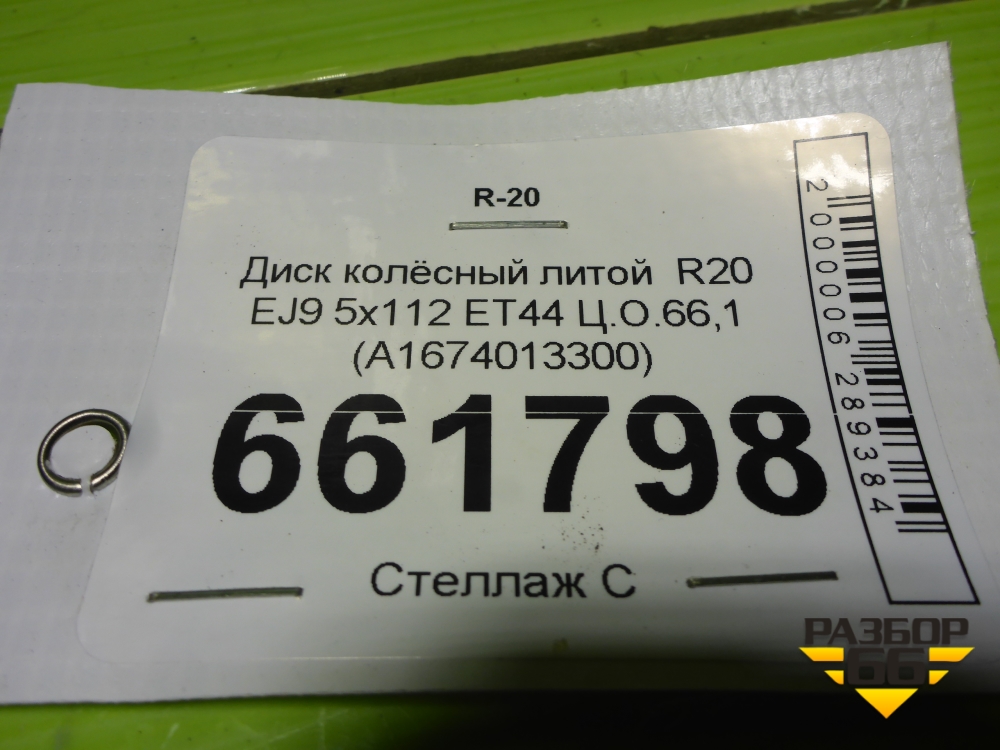 R-20
Диск колёсный литой R20
EJ9 5x112 ET44 Ц.О.66,1
(A1674013300)
661798
Стеллаж С
2000006289384
РАЗБОР
66